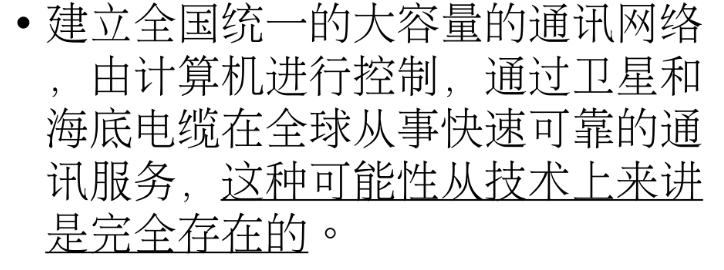 • 建立全国统一的大容量的通讯网络
，由计算机进行控制，通过卫星和
海底电缆在全球从事快速可靠的通
讯服务，这种可能性从技术上来讲
是完全存在的。